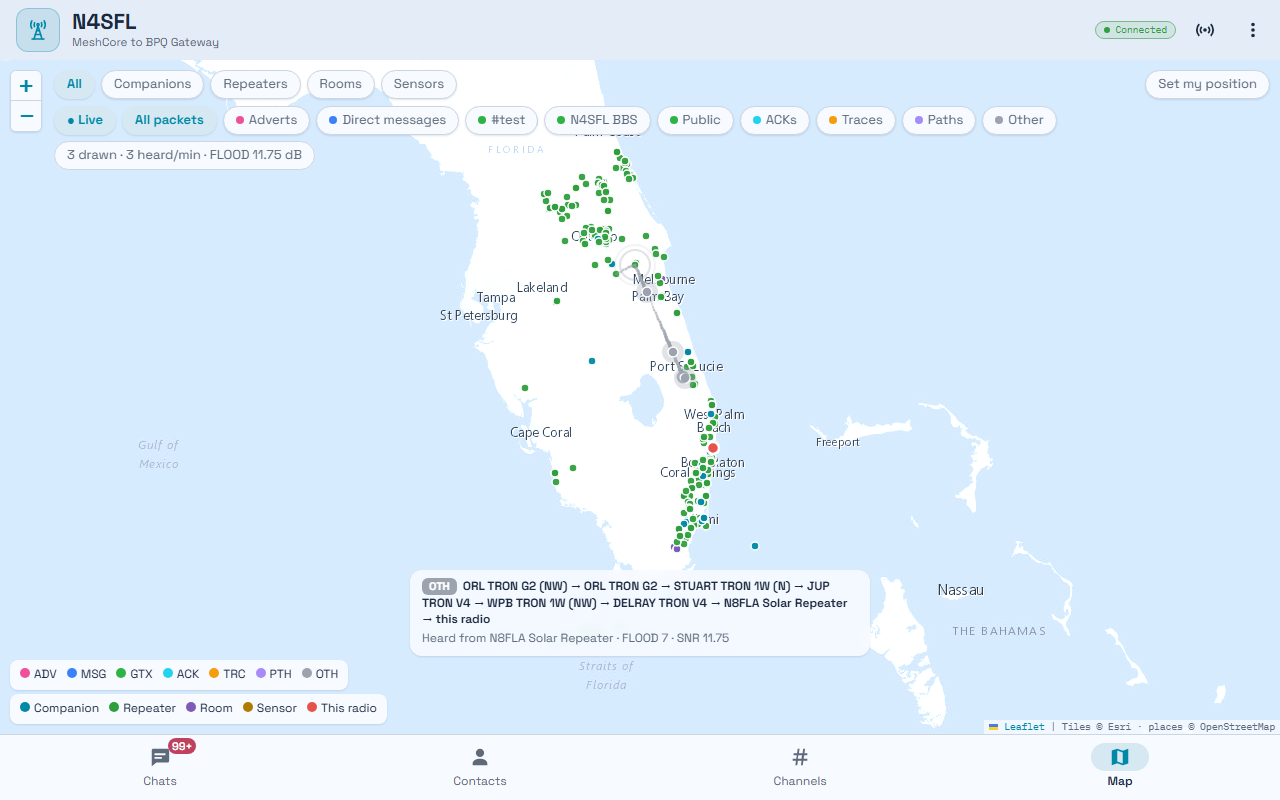 N4SFL
MeshCore to BPQ Gateway
Connected
+
−
All
Companions
Repeaters
Rooms
Sensors
Set my position
Live
All packets
Adverts
Direct messages
#test
N4SFL BBS
Public
ACKs
Traces
Paths
Other
3 drawn · 3 heard/min · FLOOD 11.75 dB
FLORIDA
Melbourne
Palm Bay
Lakeland
Tampa
St Petersburg
Port St Lucie
West Palm
Beach
Cape Coral
Freeport
Gulf of
Mexico
Nassau
THE BAHAMAS
OTH ORL TRON G2 (NW) → ORL TRON G2 → STUART TRON 1W (N) → JUP
TRON V4 → WPB TRON 1W (NW) → DELRAY TRON V4 → N8FLA Solar Repeater
→ this radio
Heard from N8FLA Solar Repeater · FLOOD 7 · SNR 11.75
Straits of
Florida
ADV MSG GTX ACK TRC PTH OTH
Companion Repeater Room Sensor This radio
Leaflet | Tiles © Esri · places © OpenStreetMap
99+
Chats
Contacts
Channels
Map